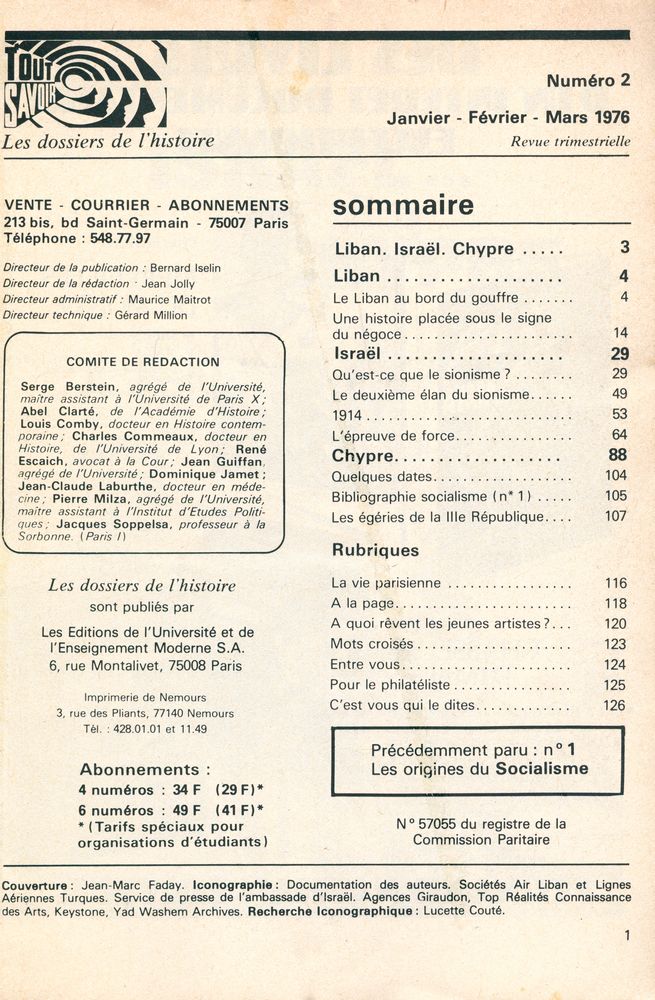 TOUT
SAVOIR
Les dossiers de l'histoire
Numéro 2
Janvier - Février - Mars 1976
Revue trimestrielle
VENTE - COURRIER - ABONNEMENTS
213 bis, bd Saint-Germain - 75007 Paris
Téléphone : 548.77.97
Directeur de la publication : Bernard Iselin
Directeur de la rédaction : Jean Jolly
Directeur administratif : Maurice Maitrot
Directeur technique : Gérard Million
COMITE DE REDACTION
Serge Berstein, agrégé de l'Université,
maître assistant à l'Université de Paris X ;
Abel Clarté, de l'Académie d'Histoire ;
Louis Comby, docteur en Histoire contem-
poraine ; Charles Commeaux, docteur en
Histoire, de l'Université de Lyon ; René
Escaich, avocat à la Cour ; Jean Guiffan,
agrégé de l'Université ; Dominique Jamet ;
Jean-Claude Laburthe, docteur en méde-
cine ; Pierre Milza, agrégé de l'Université,
maître assistant à l'Institut d'Etudes Politi-
ques ; Jacques Soppelsa, professeur à la
Sorbonne. (Paris I)
Les dossiers de l'histoire
sont publiés par
Les Editions de l'Université et de
l'Enseignement Moderne S.A.
6, rue Montalivet, 75008 Paris
Imprimerie de Nemours
3, rue des Pliants, 77140 Nemours
Tél. : 428.01.01 et 11.49
Abonnements :
4 numéros : 34 F (29 F)*
6 numéros : 49 F (41 F)*
* (Tarifs spéciaux pour
organisations d'étudiants)
sommaire
Liban. Israël. Chypre ..... 3
Liban .................... 4
Le Liban au bord du gouffre ....... 4
Une histoire placée sous le signe
du négoce....................... 14
Israël ................... 29
Qu'est-ce que le sionisme ? ........ 29
Le deuxième élan du sionisme...... 49
1914 ............................ 53
L'épreuve de force................ 64
Chypre................... 88
Quelques dates................... 104
Bibliographie socialisme (n* 1) ..... 105
Les égéries de la IIIe République.... 107
Rubriques
La vie parisienne ................. 116
A la page........................ 118
A quoi rêvent les jeunes artistes ?... 120
Mots croisés ..................... 123
Entre vous....................... 124
Pour le philatéliste ................ 125
C'est vous qui le dites............. 126
Précédemment paru : n° 1
Les origines du Socialisme
N° 57055 du registre de la
Commission Paritaire
Couverture : Jean-Marc Faday. Iconographie : Documentation des auteurs. Sociétés Air Liban et Lignes
Aériennes Turques. Service de presse de l'ambassade d'Israël. Agences Giraudon, Top Réalités Connaissance
des Arts, Keystone, Yad Washem Archives. Recherche Iconographique : Lucette Couté.
1